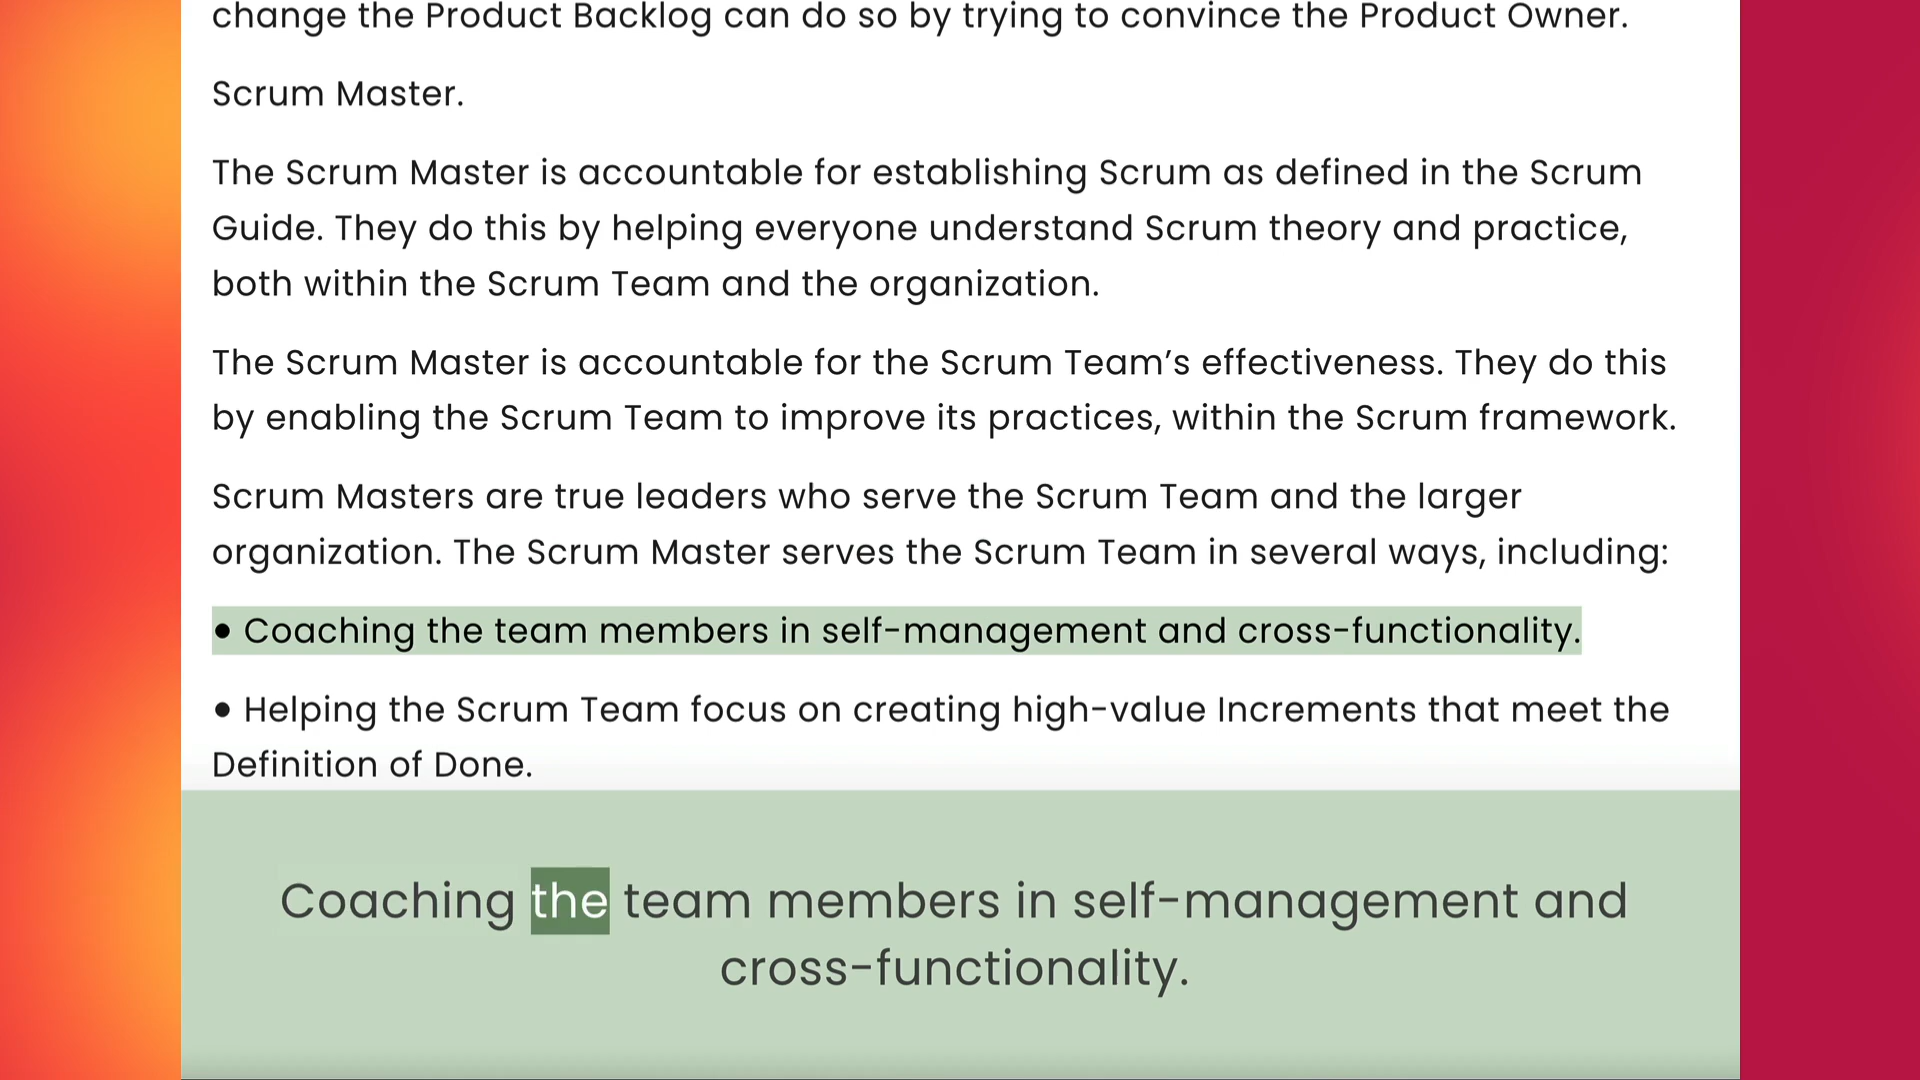 change the Product Backlog can do so by trying to convince the Product Owner.
Scrum Master.
The Scrum Master is accountable for establishing Scrum as defined in the Scrum
Guide. They do this by helping everyone understand Scrum theory and practice,
both within the Scrum Team and the organization.
The Scrum Master is accountable for the Scrum Team’s effectiveness. They do this
by enabling the Scrum Team to improve its practices, within the Scrum framework.
Scrum Masters are true leaders who serve the Scrum Team and the larger
organization. The Scrum Master serves the Scrum Team in several ways, including:
• Coaching the team members in self-management and cross-functionality.
• Helping the Scrum Team focus on creating high-value Increments that meet the
Definition of Done.
Coaching the team members in self-management and
cross-functionality.